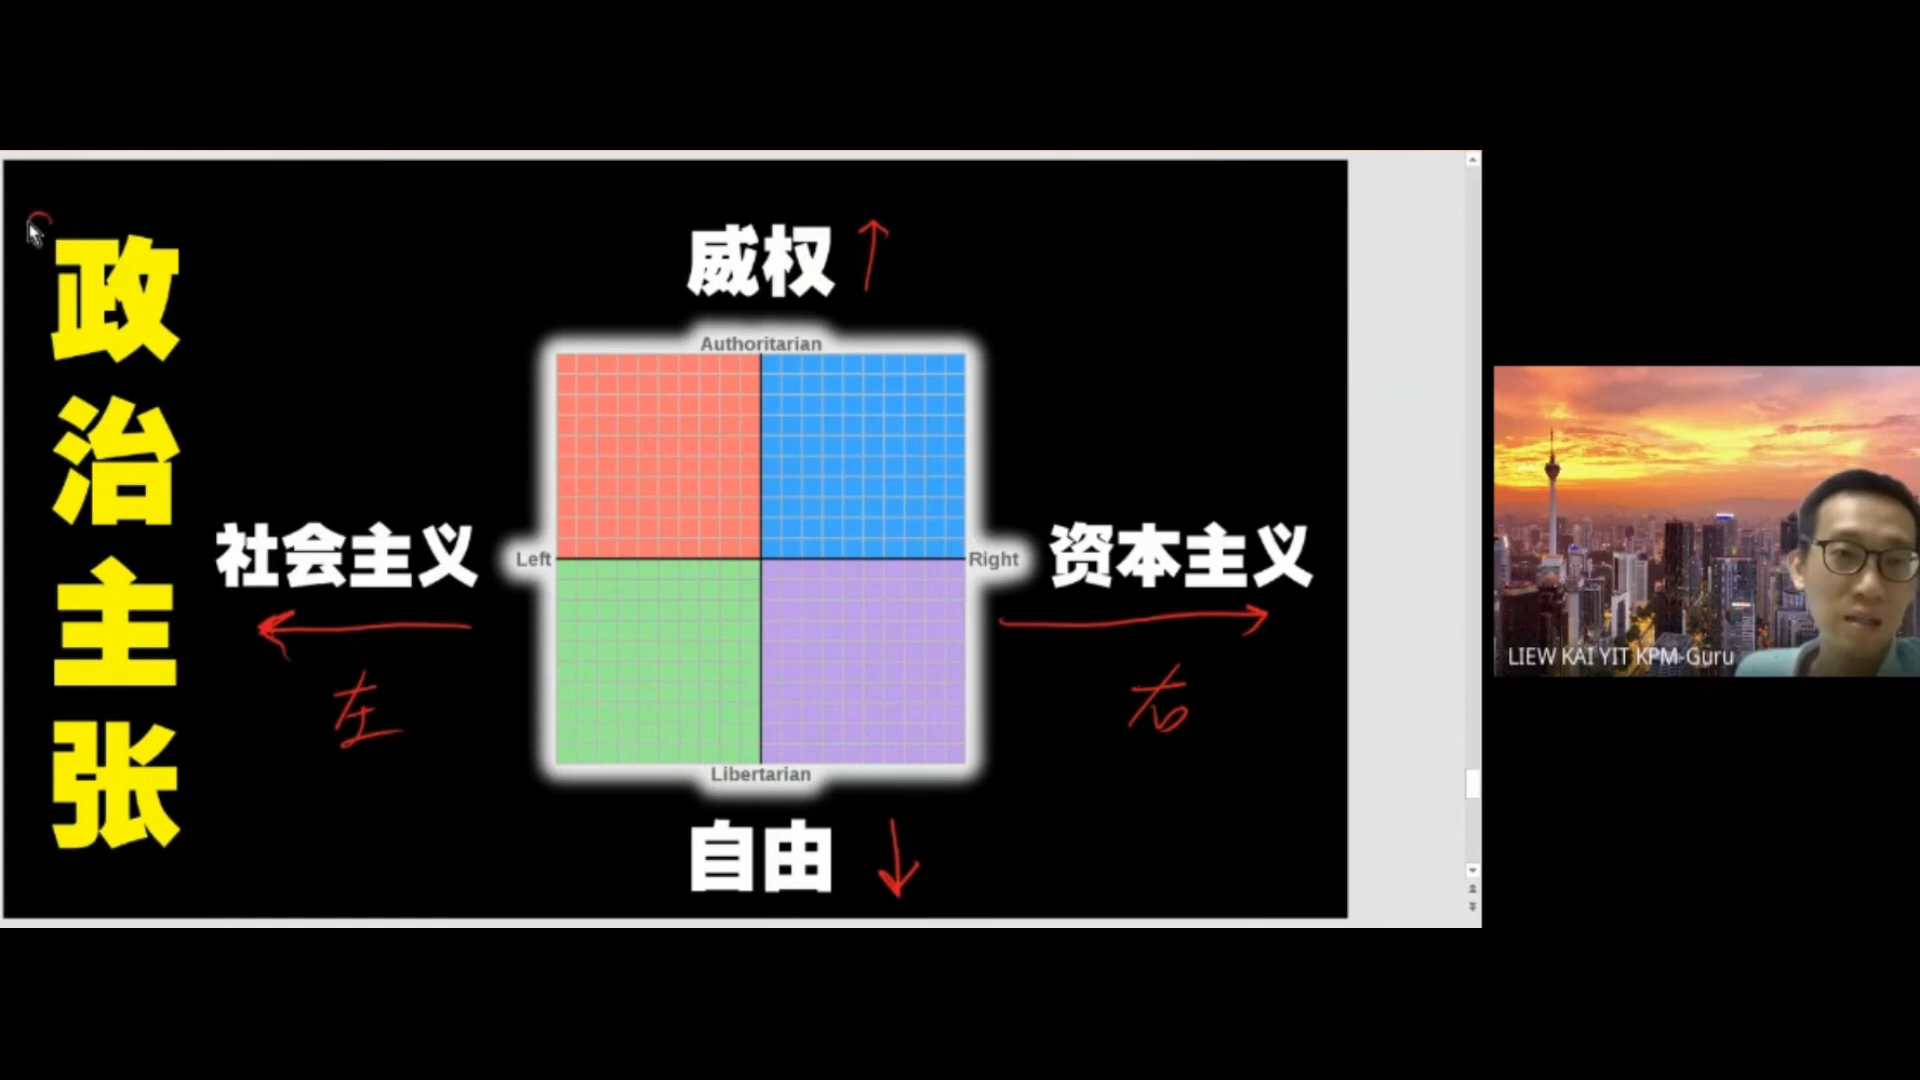 政治主张
威权
Authoritarian
社会主义
Left
Right
资本主义
左
右
Libertarian
自由
LIEW KAI YIT KPM-Guru